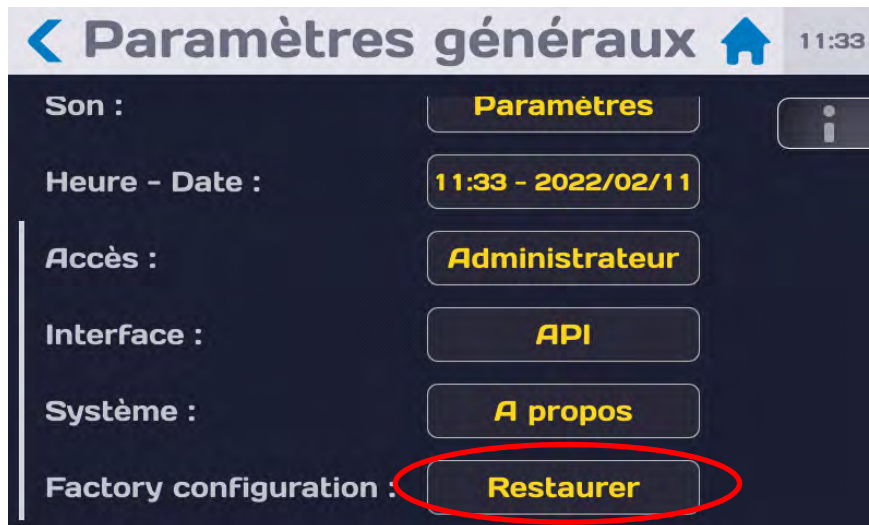 Paramètres généraux 11:33
Son : Paramètres
Heure - Date : 11:33 - 2022/02/11
Accès : Administrateur
Interface : API
Système : A propos
Factory configuration : Restaurer